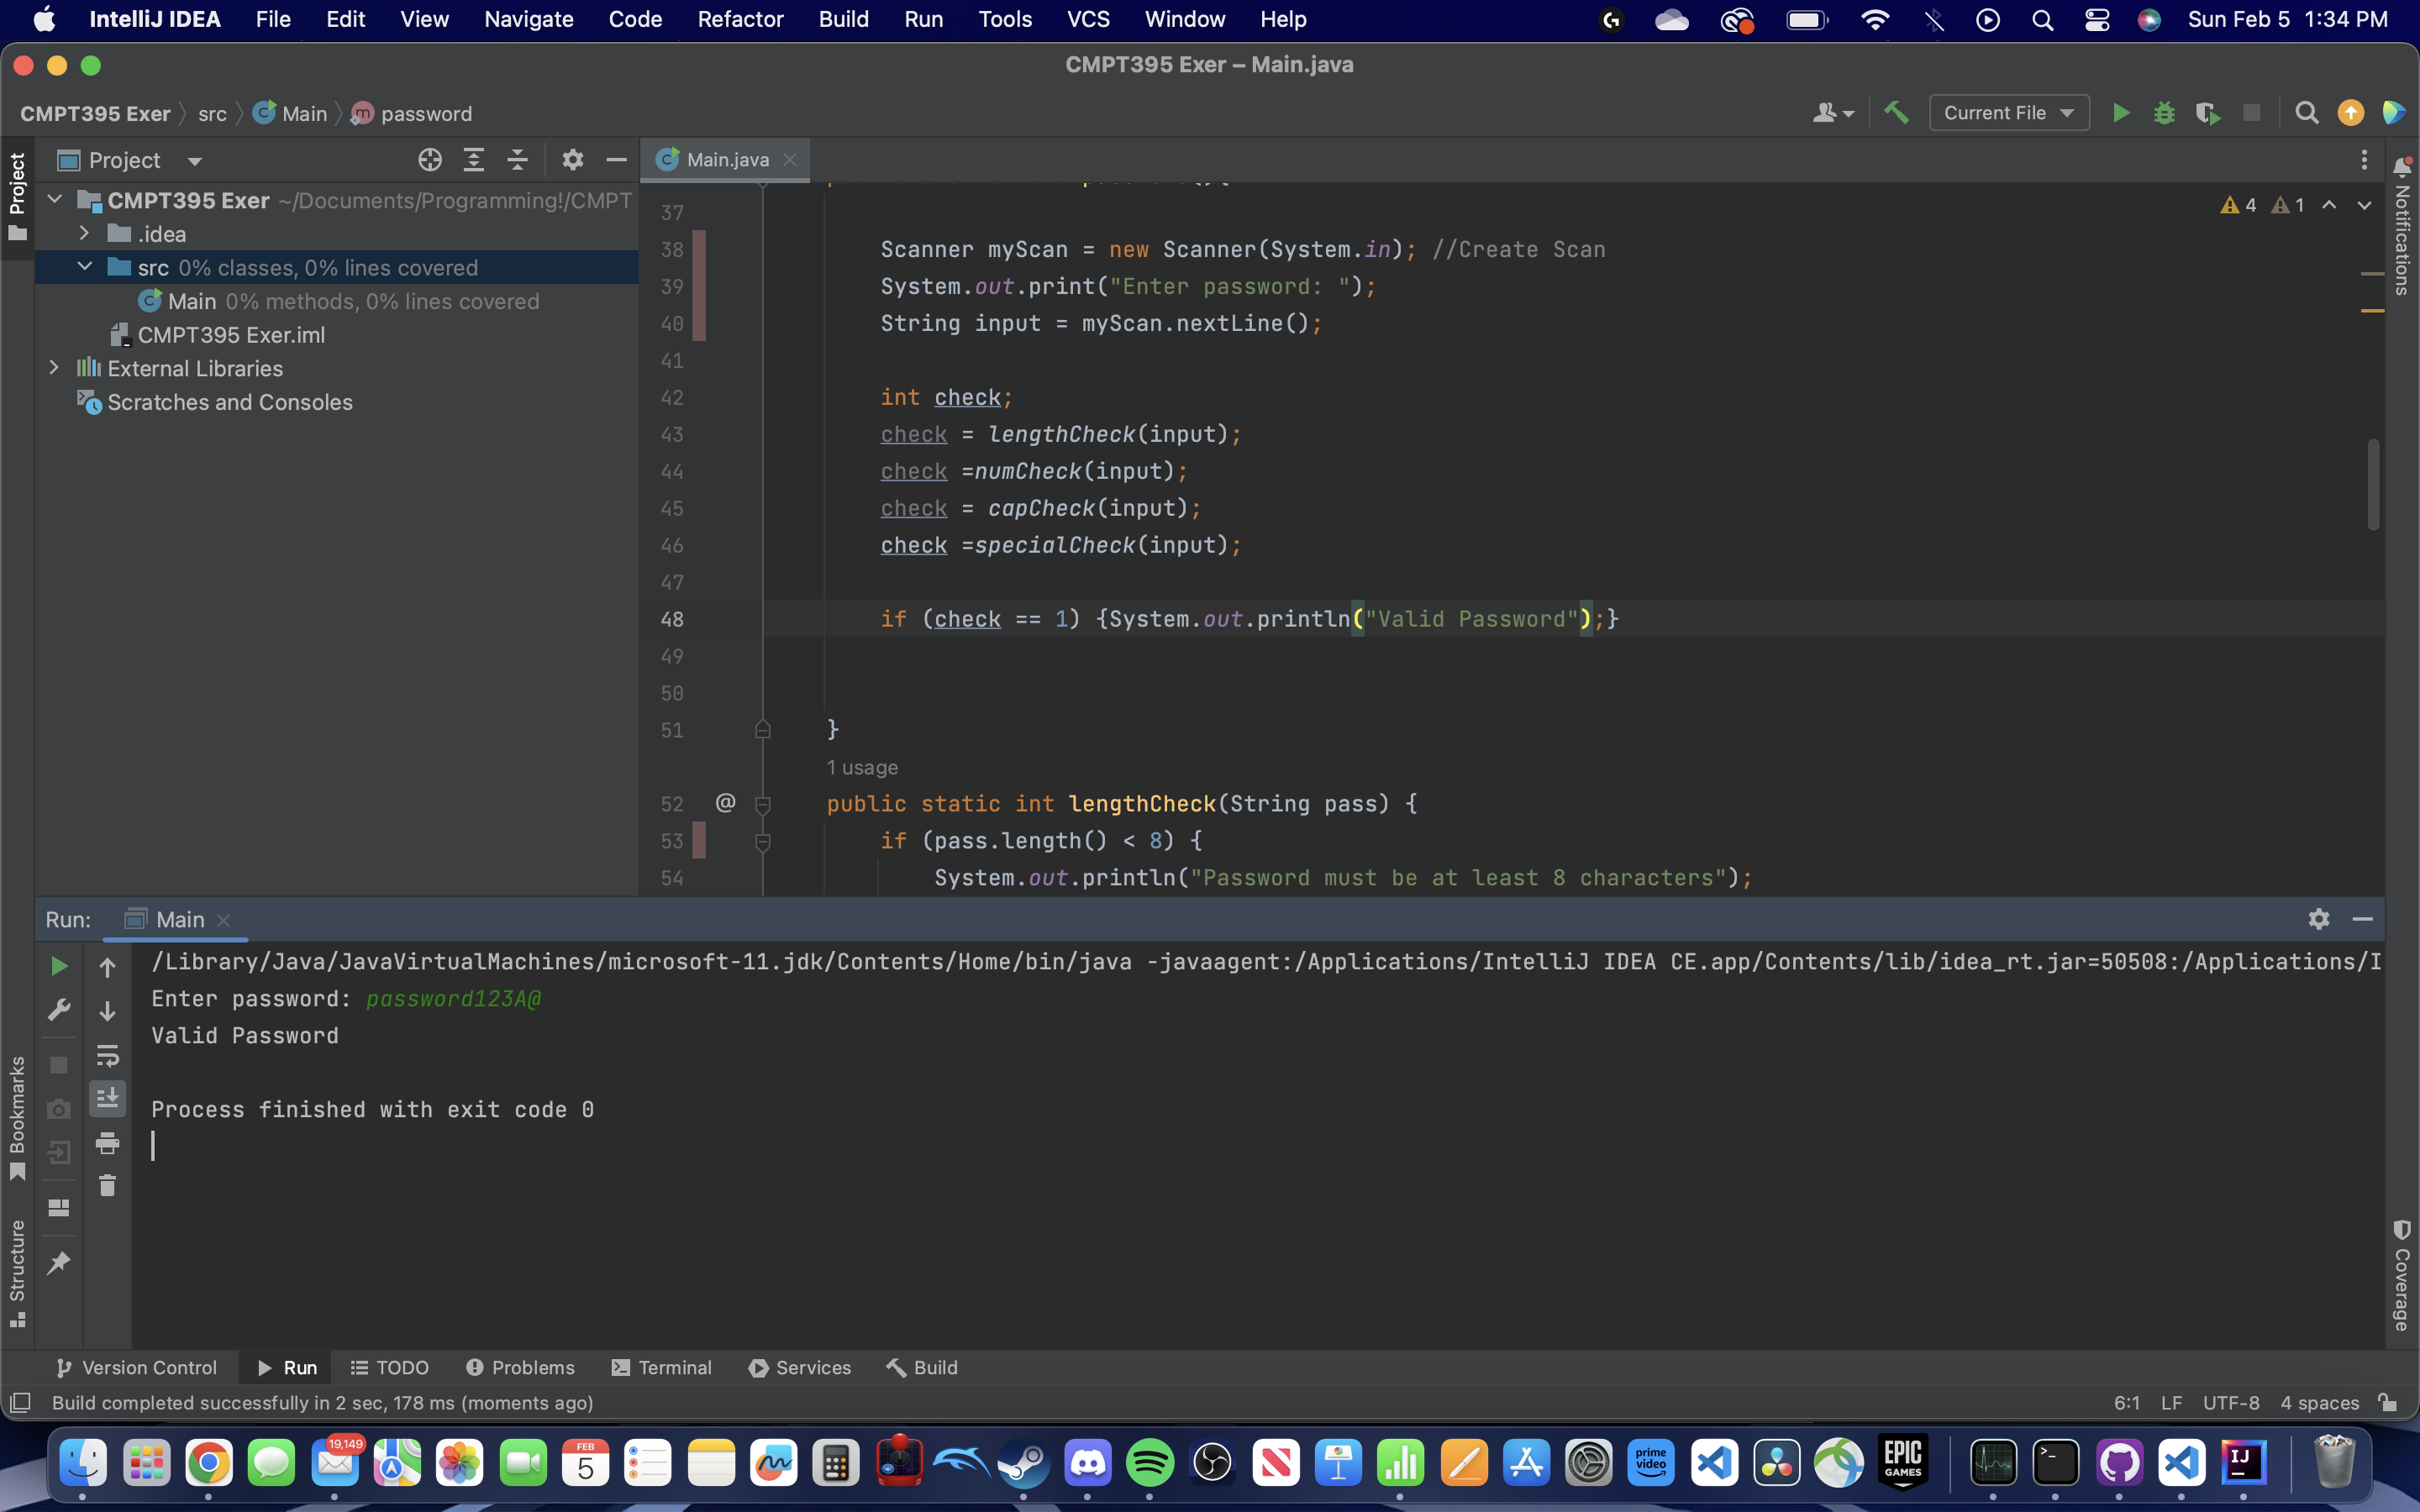 IntelliJ IDEA File Edit View Navigate Code Refactor Build Run Tools VCS Window Help Sun Feb 5 1:34 PM
CMPT395 Exer – Main.java
CMPT395 Exer src Main password
Current File
Project
Project
Main.java
Notifications
CMPT395 Exer ~/Documents/Programming!/CMPT
.idea
src 0% classes, 0% lines covered
Main 0% methods, 0% lines covered
CMPT395 Exer.iml
External Libraries
Scratches and Consoles
4 1
37
38 Scanner myScan = new Scanner(System.in); //Create Scan
39 System.out.print("Enter password: ");
40 String input = myScan.nextLine();
41
42 int check;
43 check = lengthCheck(input);
44 check =numCheck(input);
45 check = capCheck(input);
46 check =specialCheck(input);
47
48 if (check == 1) {System.out.println("Valid Password");}
49
50
51 }
1 usage
52 @ public static int lengthCheck(String pass) {
53 if (pass.length() < 8) {
54 System.out.println("Password must be at least 8 characters");
Run: Main
/Library/Java/JavaVirtualMachines/microsoft-11.jdk/Contents/Home/bin/java -javaagent:/Applications/IntelliJ IDEA CE.app/Contents/lib/idea_rt.jar=50508:/Applications/I
Enter password: password123A@
Valid Password
Process finished with exit code 0
Bookmarks
Structure
Coverage
Version Control Run TODO Problems Terminal Services Build
Build completed successfully in 2 sec, 178 ms (moments ago) 6:1 LF UTF-8 4 spaces
19,149
FEB
5
prime video
EPIC
GAMES
IJ